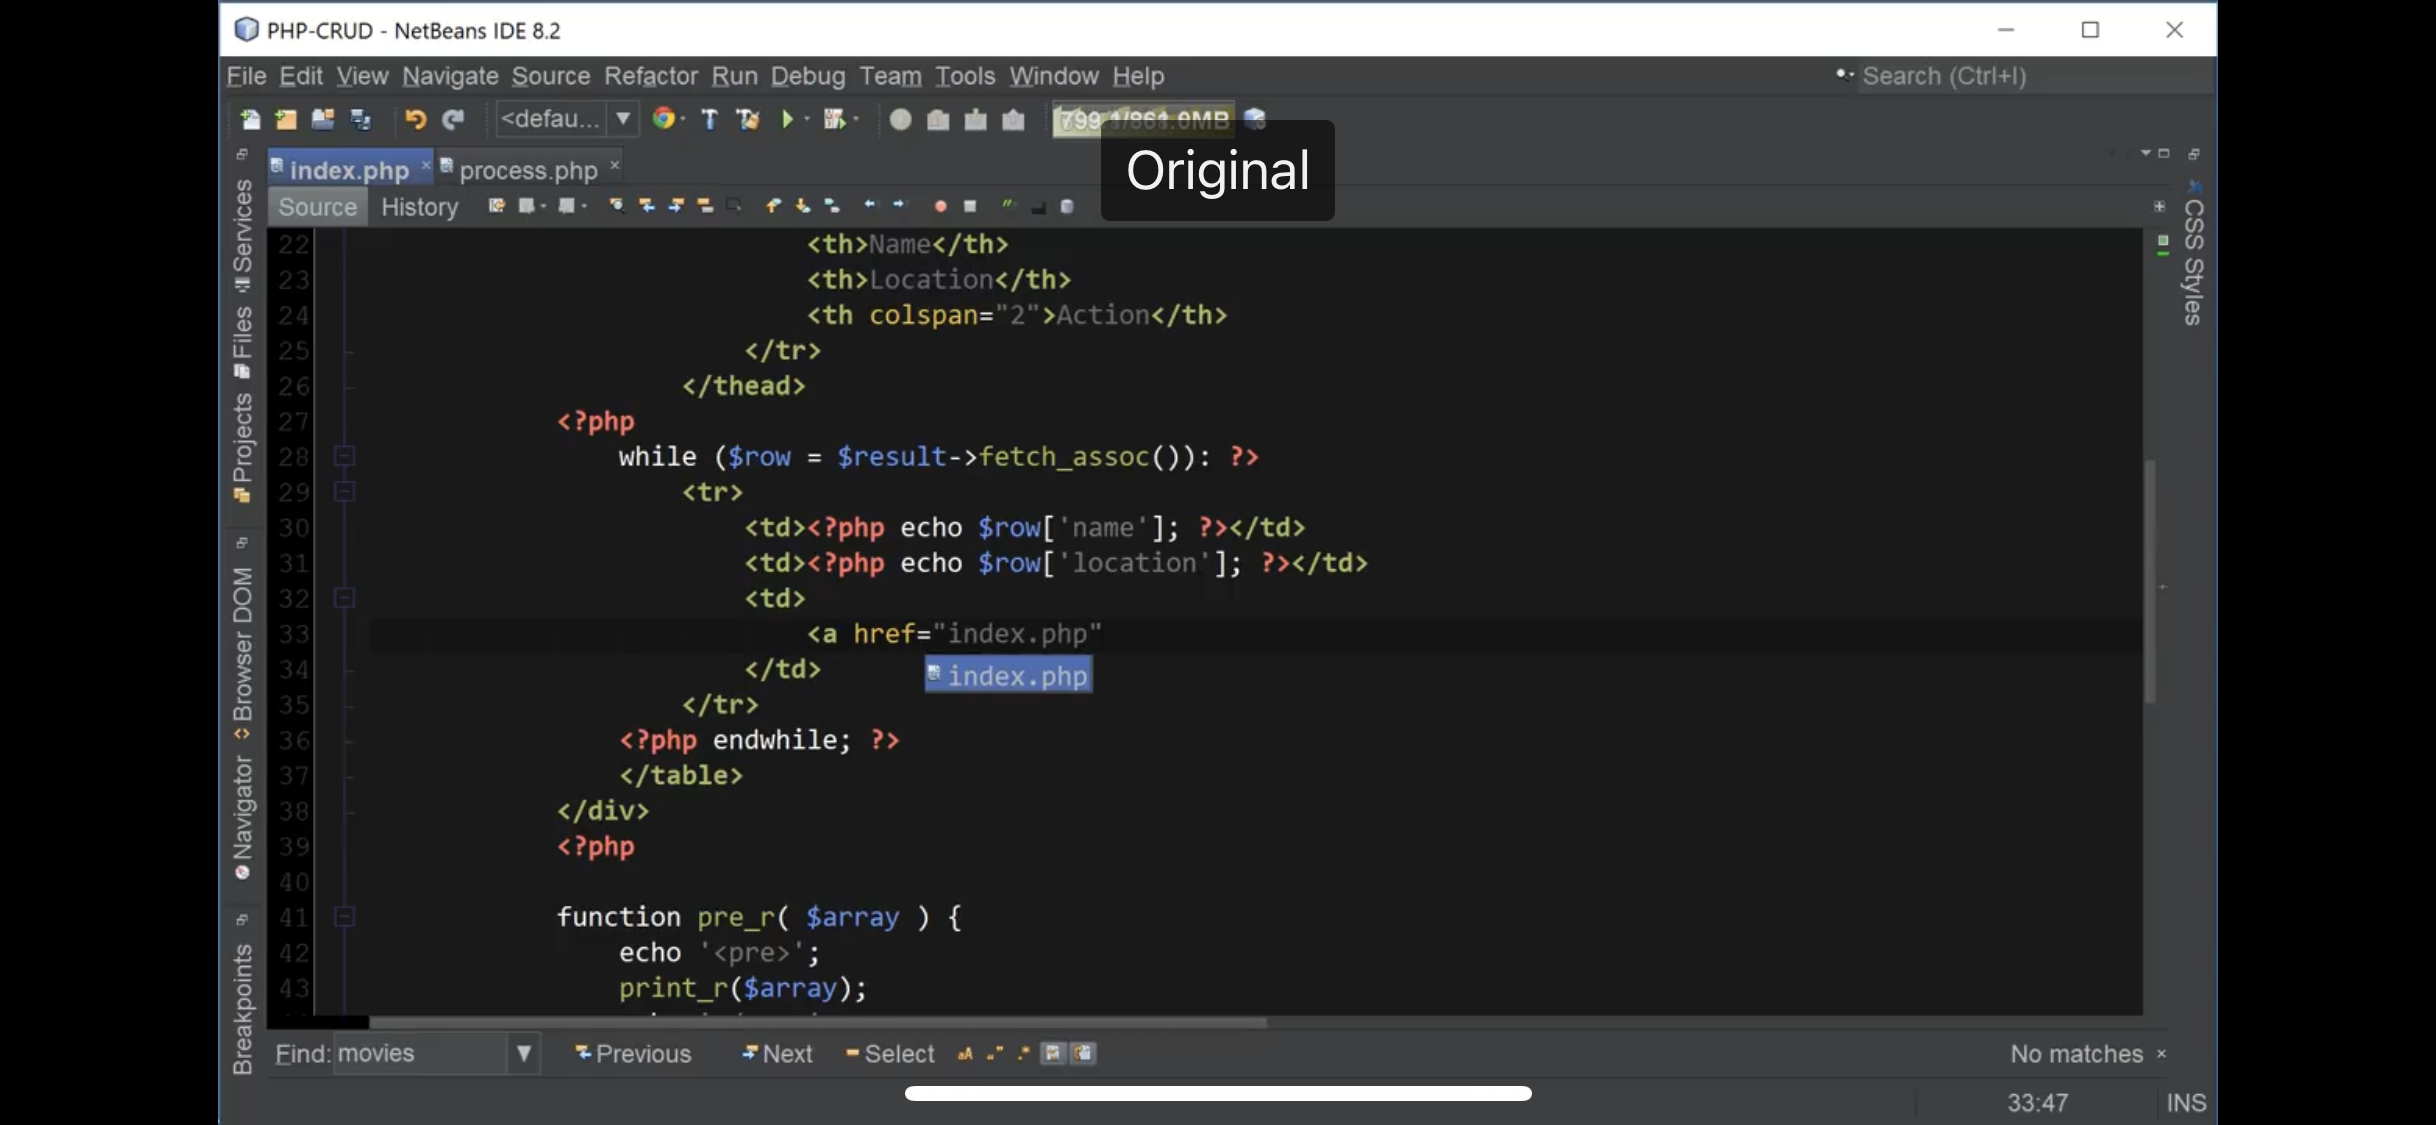 PHP-CRUD - NetBeans IDE 8.2
File Edit View Navigate Source Refactor Run Debug Team Tools Window Help
Search (Ctrl+I)
<defau...
799.1/861.0MB
Original
index.php
process.php
Source
History
Services
Files
Projects
Browser DOM
Navigator
Breakpoints
CSS Styles
22 <th>Name</th>
23 <th>Location</th>
24 <th colspan="2">Action</th>
25 </tr>
26 </thead>
27 <?php
28 while ($row = $result->fetch_assoc()): ?>
29 <tr>
30 <td><?php echo $row['name']; ?></td>
31 <td><?php echo $row['location']; ?></td>
32 <td>
33 <a href="index.php"
34 </td>
index.php
35 </tr>
36 <?php endwhile; ?>
37 </table>
38 </div>
39 <?php
40
41 function pre_r( $array ) {
42 echo '<pre>';
43 print_r($array);
Find: movies
Previous
Next
Select
No matches
33:47
INS